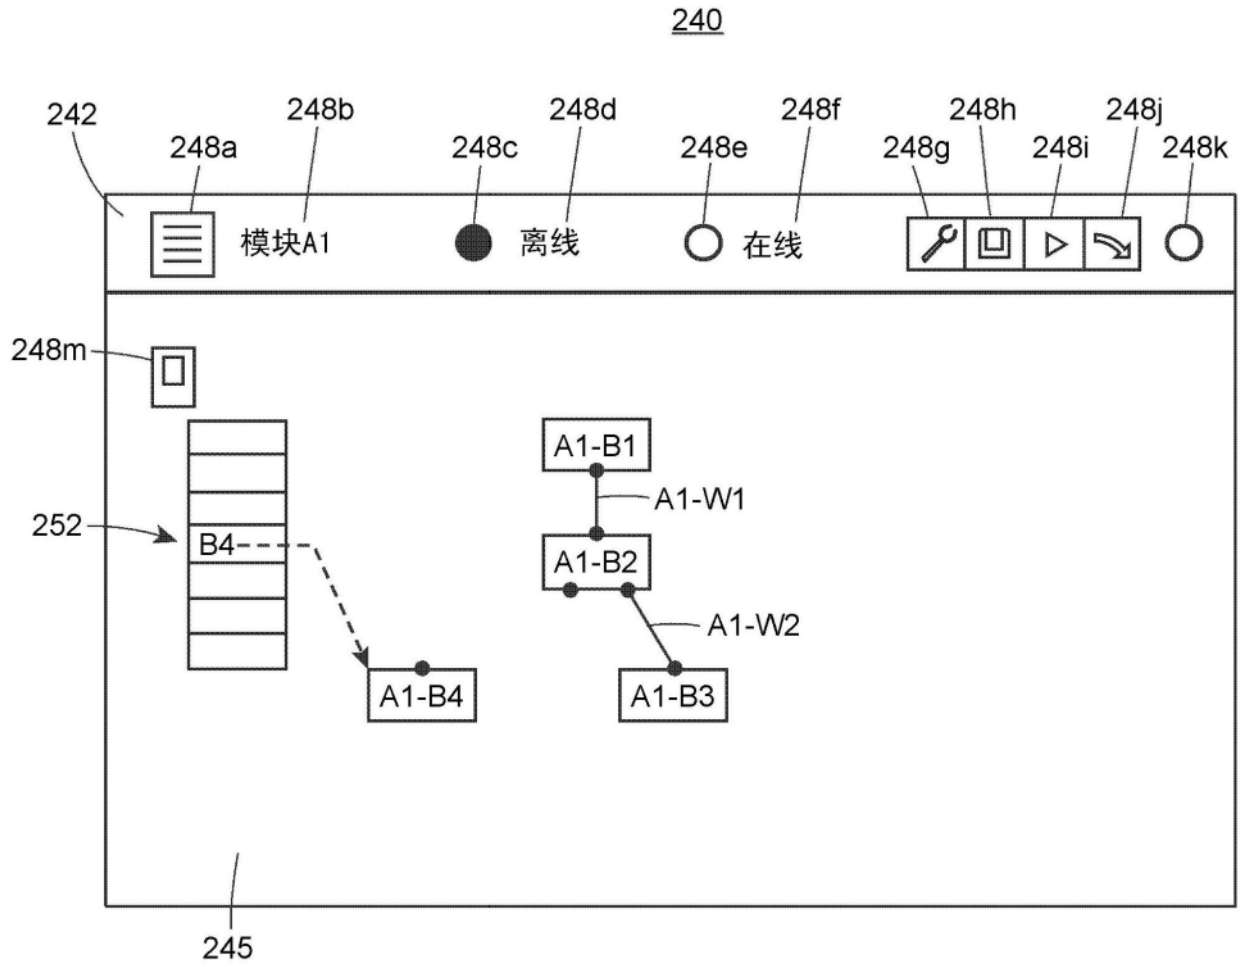 240
242 248b 248d 248f 248h 248j
248a 248c 248e 248g 248i 248k
模块A1 离线 在线
248m
A1-B1
A1-W1
252 B4
A1-B2
A1-W2
A1-B4 A1-B3
245